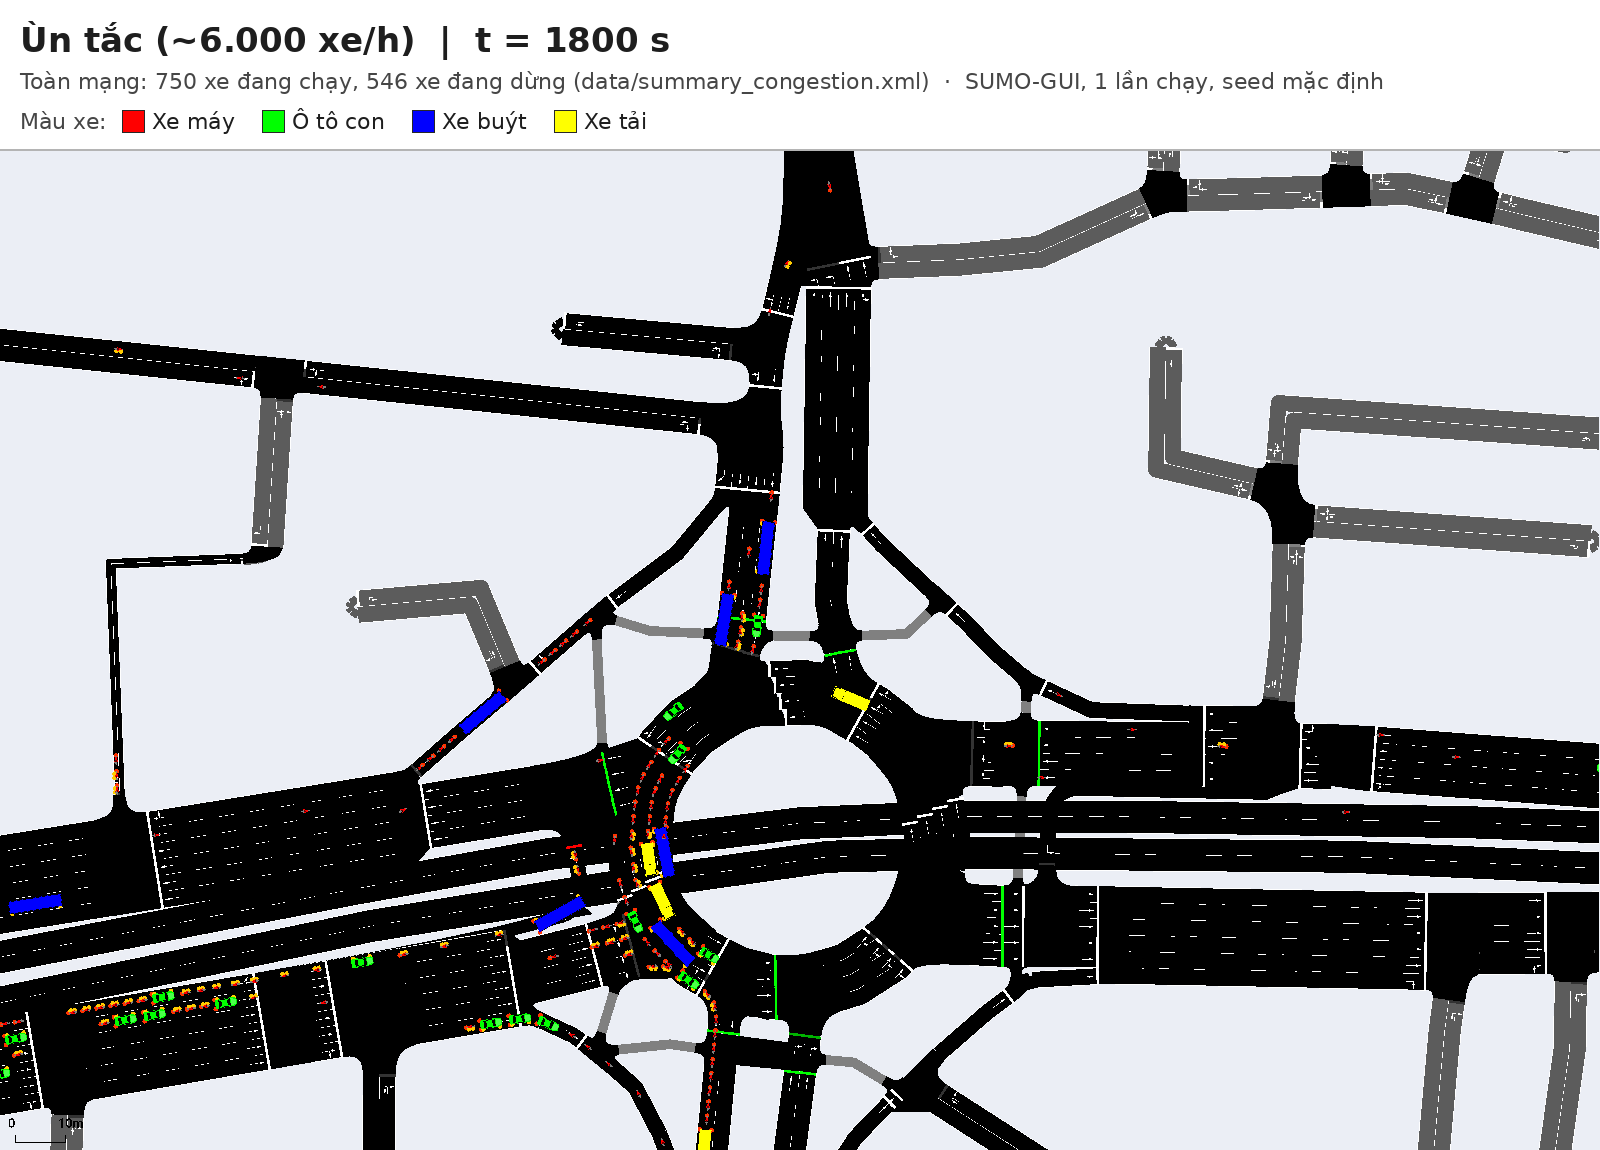 Ùn tắc (~6.000 xe/h) | t = 1800 s
Toàn mạng: 750 xe đang chạy, 546 xe đang dừng (data/summary_congestion.xml) · SUMO-GUI, 1 lần chạy, seed mặc định
Màu xe: Xe máy Ô tô con Xe buýt Xe tải
0 10m